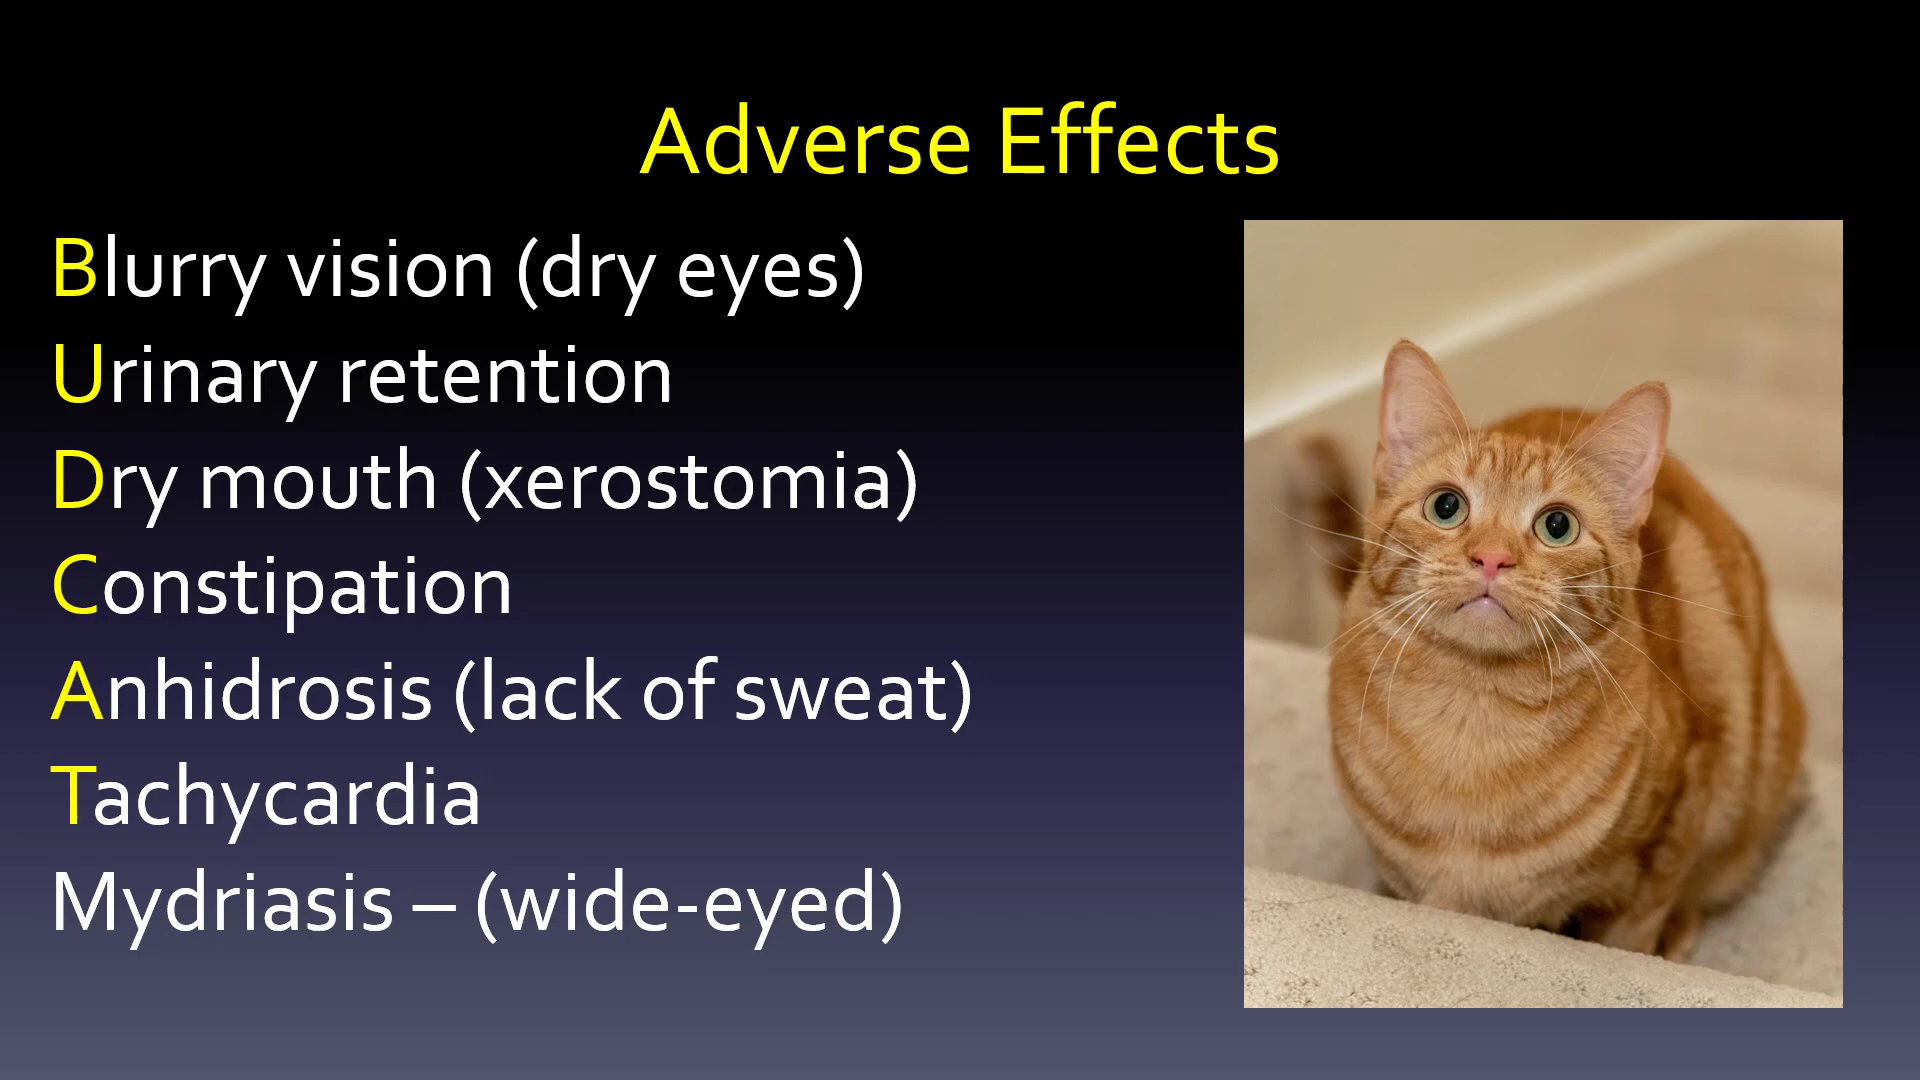 Adverse Effects
Blurry vision (dry eyes)
Urinary retention
Dry mouth (xerostomia)
Constipation
Anhidrosis (lack of sweat)
Tachycardia
Mydriasis – (wide-eyed)